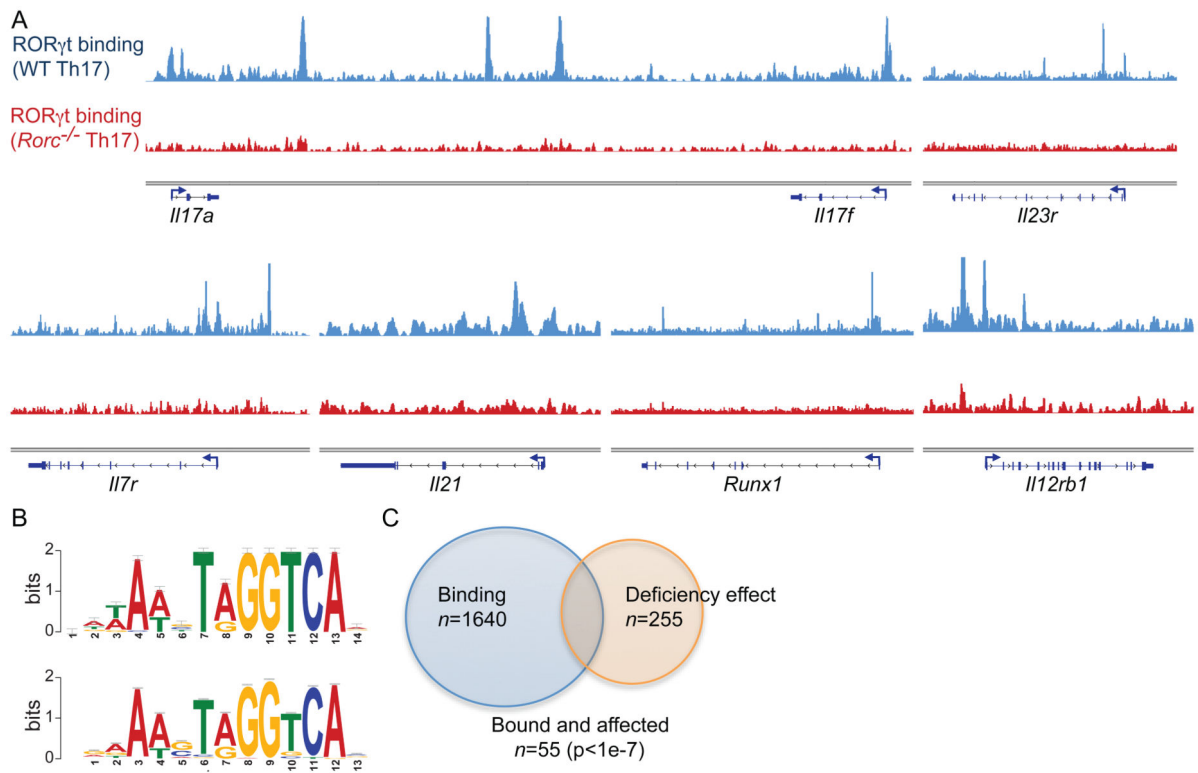 A
RORγt binding
(WT Th17)
RORγt binding
(Rorc-/- Th17)
Il17a
Il17f
Il23r
Il7r
Il21
Runx1
Il12rb1
B
2
1
0
bits
A
T
A
A
A
T
T
A
G
G
G
T
C
A
1 2 3 4 5 6 7 8 9 10 11 12 13 14
2
1
0
bits
A
A
A
T
G
C
T
A
G
G
G
T
C
A
1 2 3 4 5 6 7 8 9 10 11 12 13
C
Binding
n=1640
Deficiency effect
n=255
Bound and affected
n=55 (p<1e-7)